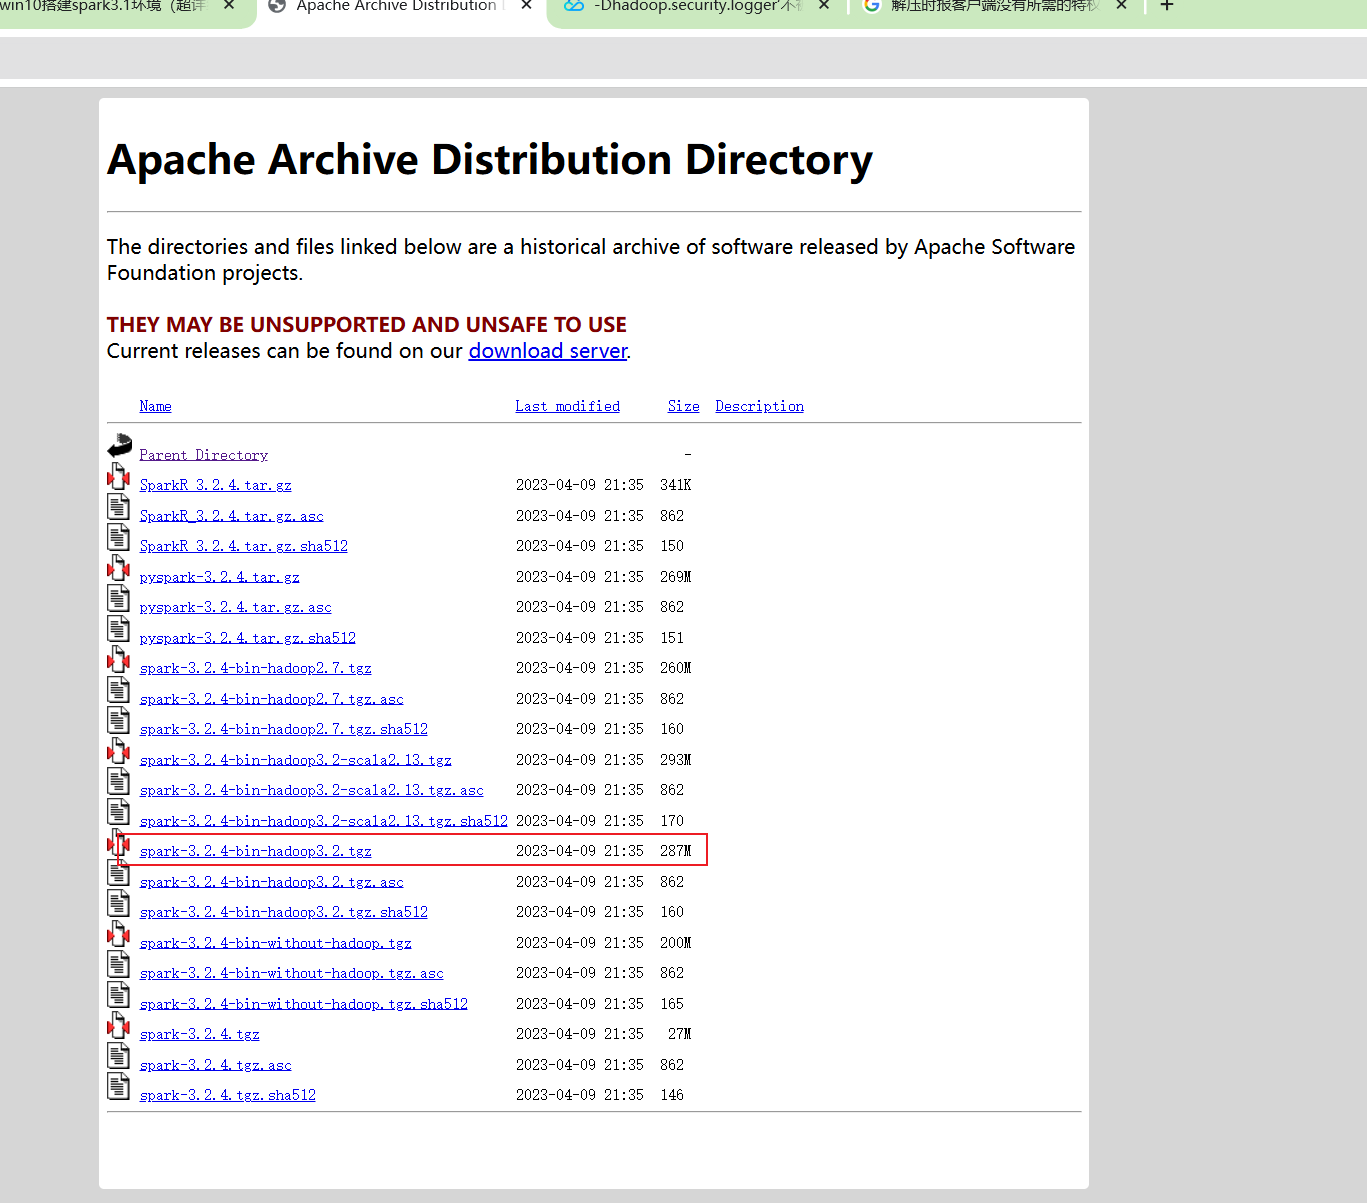 win10搭建spark3.1环境（超详
Apache Archive Distribution
-Dhadoop.security.logger'不
解压时报客户端没有所需的特权
Apache Archive Distribution Directory
The directories and files linked below are a historical archive of software released by Apache Software
Foundation projects.
THEY MAY BE UNSUPPORTED AND UNSAFE TO USE
Current releases can be found on our download server.
Name Last modified Size Description
Parent Directory -
SparkR_3.2.4.tar.gz 2023-04-09 21:35 341K
SparkR_3.2.4.tar.gz.asc 2023-04-09 21:35 862
SparkR_3.2.4.tar.gz.sha512 2023-04-09 21:35 150
pyspark-3.2.4.tar.gz 2023-04-09 21:35 269M
pyspark-3.2.4.tar.gz.asc 2023-04-09 21:35 862
pyspark-3.2.4.tar.gz.sha512 2023-04-09 21:35 151
spark-3.2.4-bin-hadoop2.7.tgz 2023-04-09 21:35 260M
spark-3.2.4-bin-hadoop2.7.tgz.asc 2023-04-09 21:35 862
spark-3.2.4-bin-hadoop2.7.tgz.sha512 2023-04-09 21:35 160
spark-3.2.4-bin-hadoop3.2-scala2.13.tgz 2023-04-09 21:35 293M
spark-3.2.4-bin-hadoop3.2-scala2.13.tgz.asc 2023-04-09 21:35 862
spark-3.2.4-bin-hadoop3.2-scala2.13.tgz.sha512 2023-04-09 21:35 170
spark-3.2.4-bin-hadoop3.2.tgz 2023-04-09 21:35 287M
spark-3.2.4-bin-hadoop3.2.tgz.asc 2023-04-09 21:35 862
spark-3.2.4-bin-hadoop3.2.tgz.sha512 2023-04-09 21:35 160
spark-3.2.4-bin-without-hadoop.tgz 2023-04-09 21:35 200M
spark-3.2.4-bin-without-hadoop.tgz.asc 2023-04-09 21:35 862
spark-3.2.4-bin-without-hadoop.tgz.sha512 2023-04-09 21:35 165
spark-3.2.4.tgz 2023-04-09 21:35 27M
spark-3.2.4.tgz.asc 2023-04-09 21:35 862
spark-3.2.4.tgz.sha512 2023-04-09 21:35 146